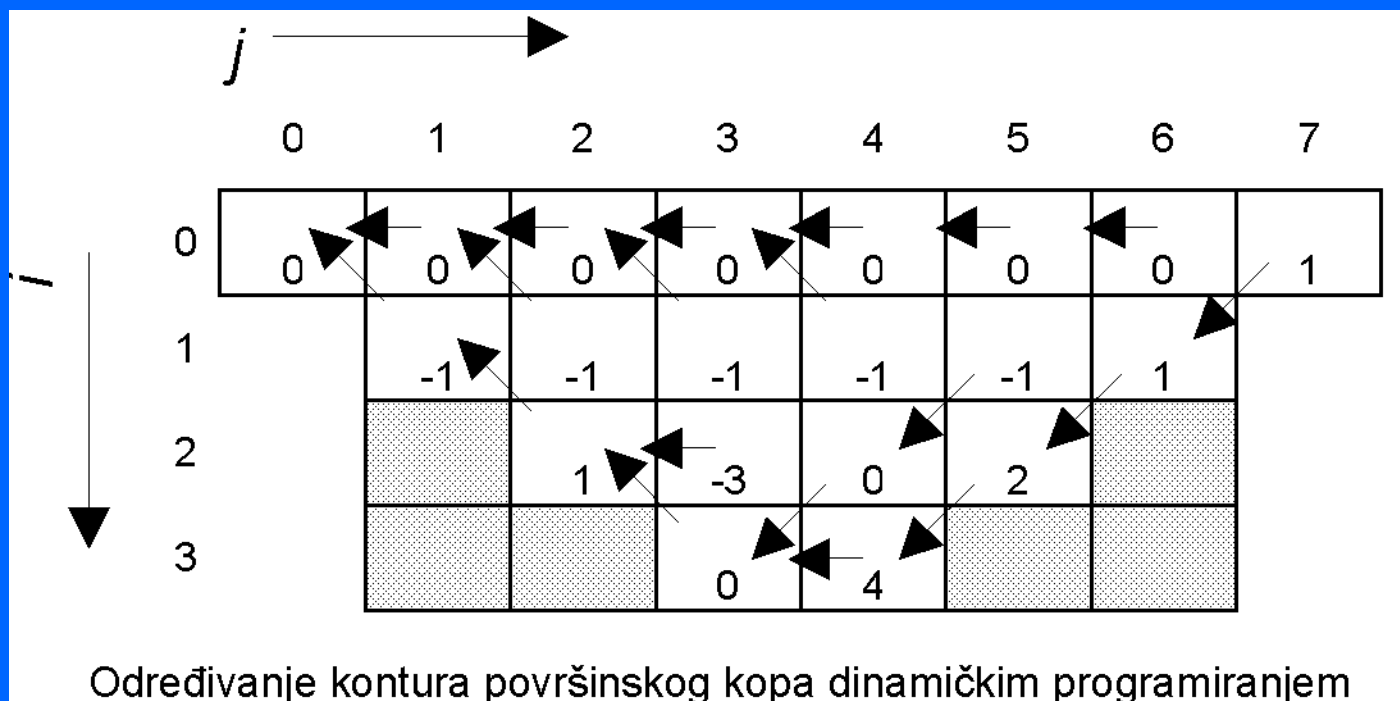 j
0 1 2 3 4 5 6 7
0 0 0 0 0 0 0 0 1
i
1 -1 -1 -1 -1 -1 1
2 1 -3 0 2
3 0 4
Određivanje kontura površinskog kopa dinamičkim programiranjem